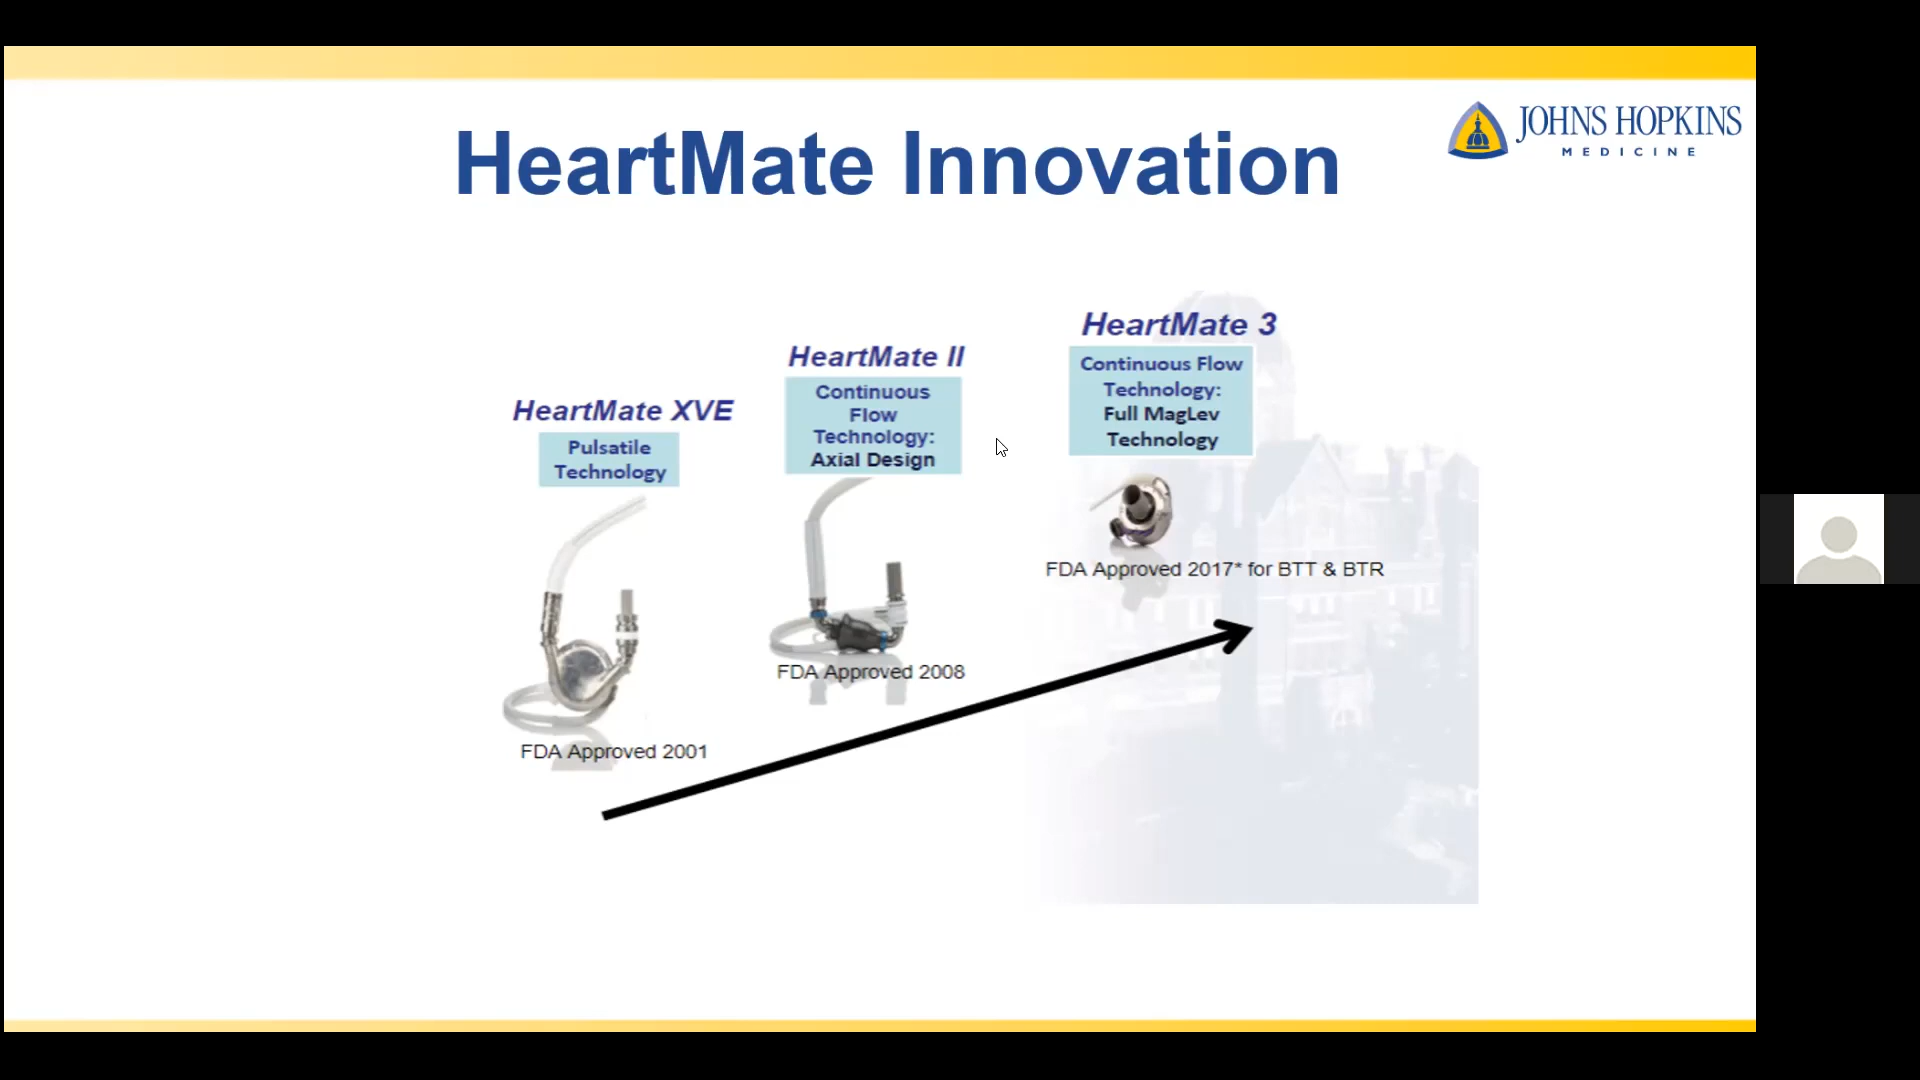 JOHNS HOPKINS
MEDICINE
HeartMate Innovation
HeartMate XVE
Pulsatile
Technology
FDA Approved 2001
HeartMate II
Continuous
Flow
Technology:
Axial Design
FDA Approved 2008
HeartMate 3
Continuous Flow
Technology:
Full MagLev
Technology
FDA Approved 2017* for BTT & BTR